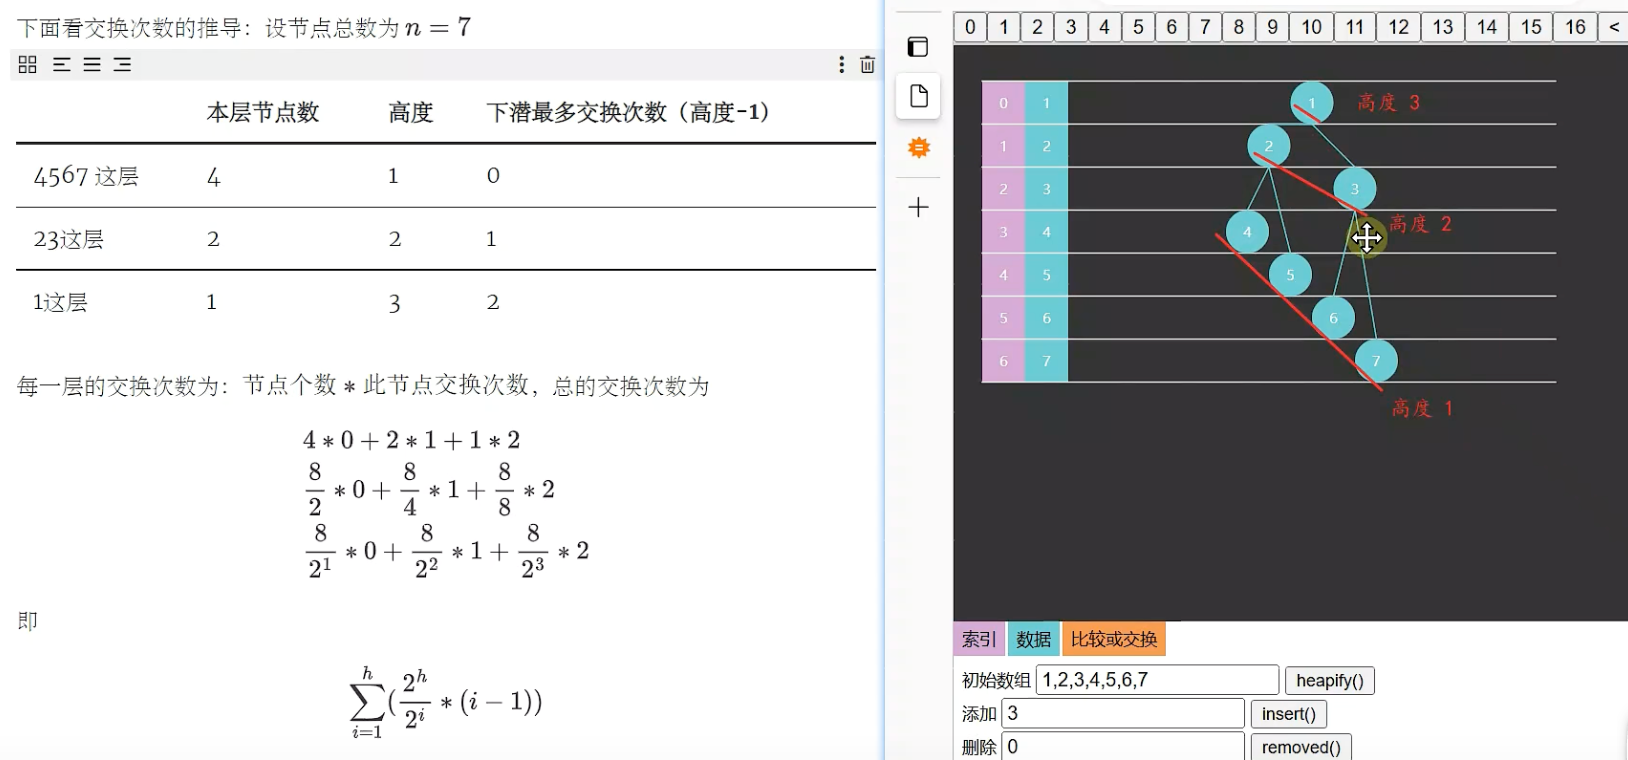 下面看交换次数的推导：设节点总数为 n = 7
本层节点数 高度 下潜最多交换次数（高度-1）
4567 这层 4 1 0
23这层 2 2 1
1这层 1 3 2
每一层的交换次数为：节点个数 * 此节点交换次数，总的交换次数为
4 * 0 + 2 * 1 + 1 * 2
8/2 * 0 + 8/4 * 1 + 8/8 * 2
8/2^1 * 0 + 8/2^2 * 1 + 8/2^3 * 2
即
∑_{i=1}^{h} (2^h/2^i * (i − 1))
0 1 2 3 4 5 6 7 8 9 10 11 12 13 14 15 16 <
0 1 1 高度 3
1 2 2
2 3 3
高度 2
3 4 4
4 5 5
5 6 6
6 7 7
高度 1
索引 数据 比较或交换
初始数组 1,2,3,4,5,6,7 heapify()
添加 3 insert()
删除 0 removed()